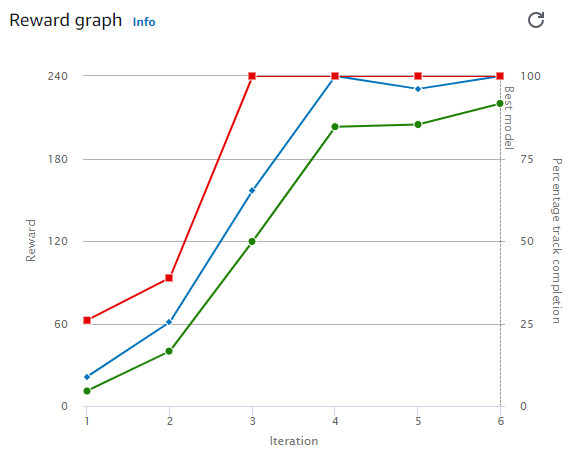 Reward graph Info
240
180
120
60
0
Reward
100
75
50
25
0
Percentage track completion
Best model
1 2 3 4 5 6
Iteration